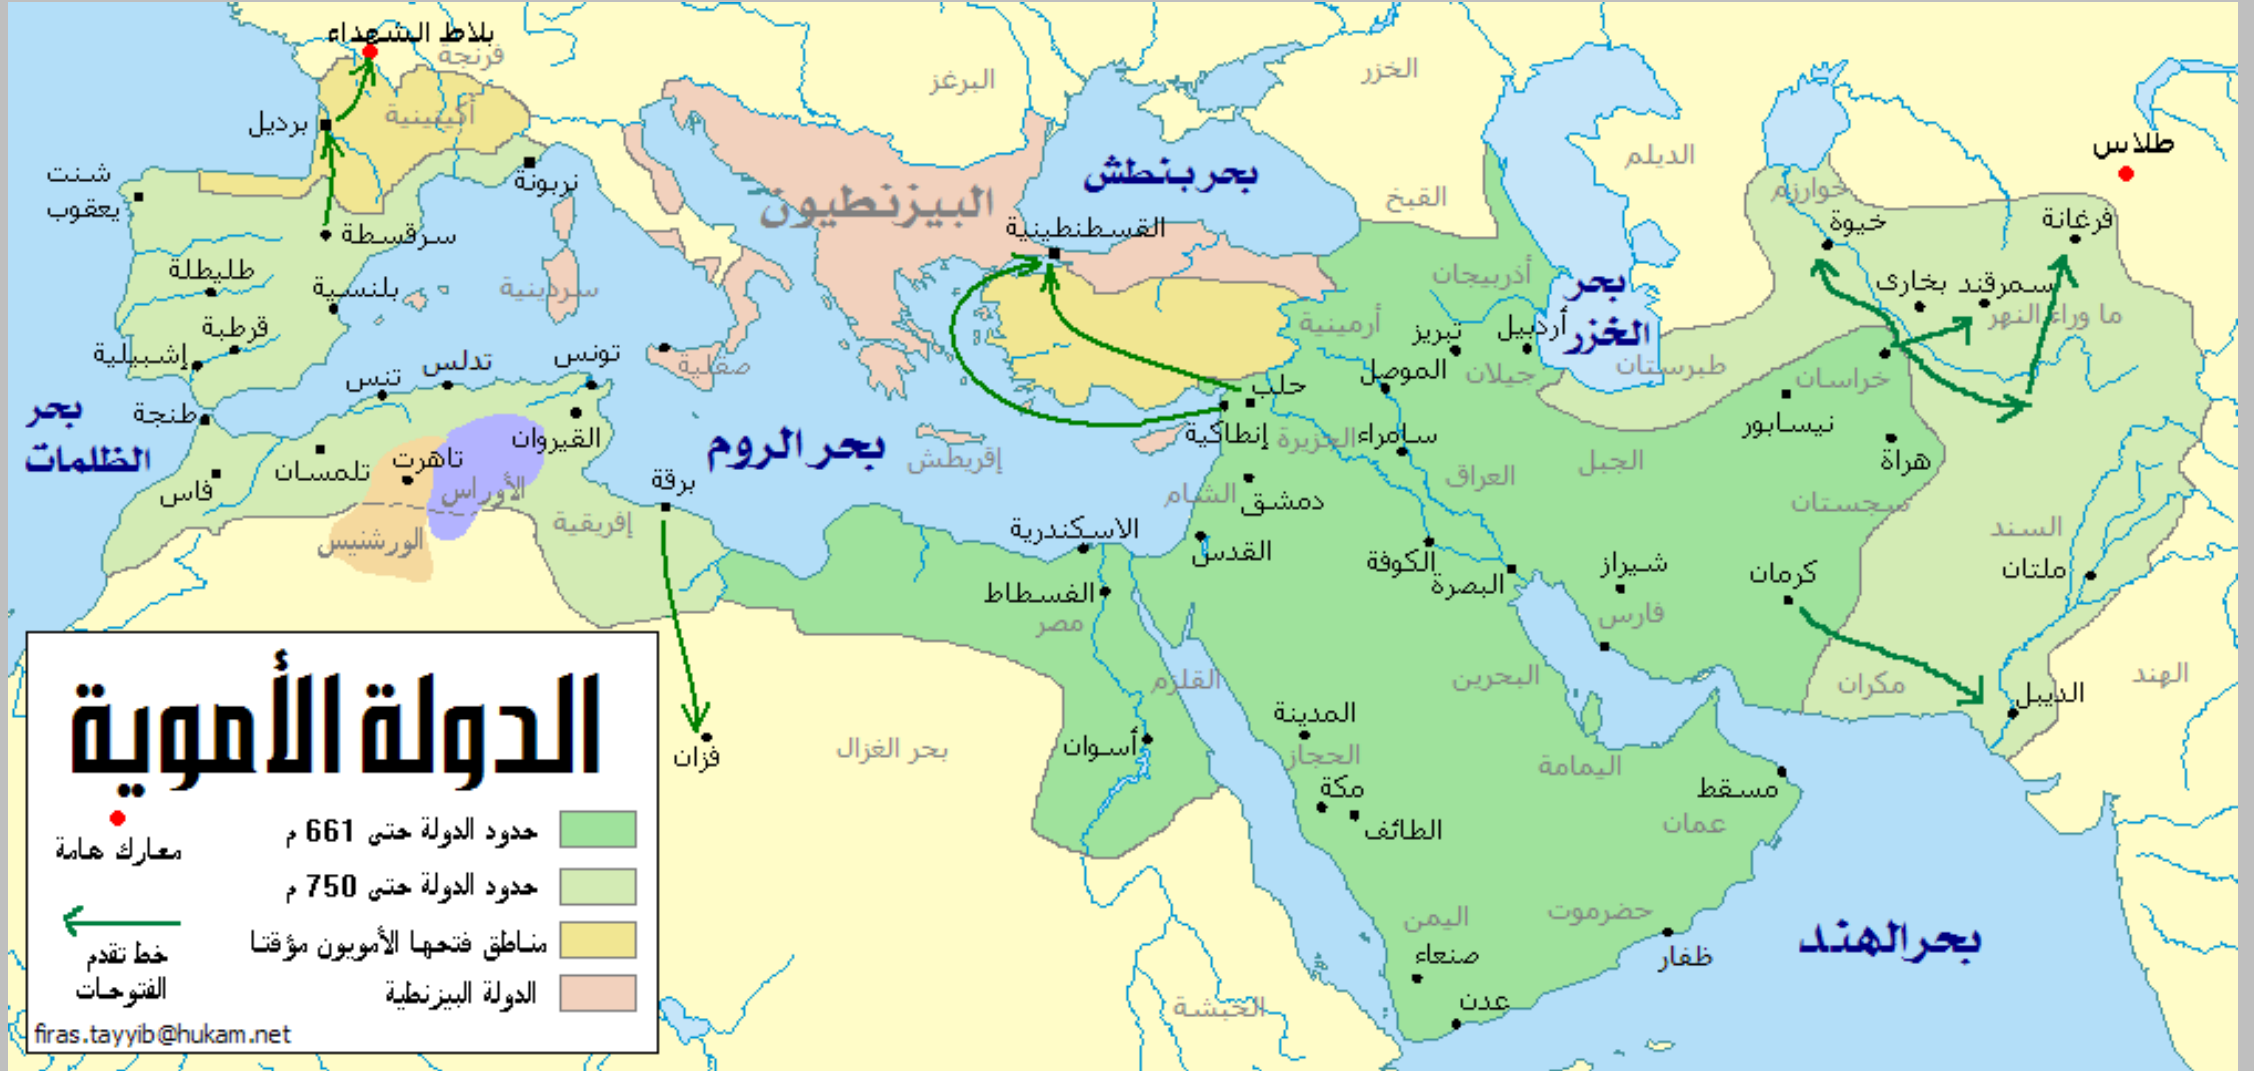 بلاط الشهداء
فرنجة
أكيتينية
برديل
شنت
يعقوب
نربونة
سرقسطة
طليطلة
بلنسية
قرطبة
إشبيلية
سردينية
صقلية
البرغز
الخزر
الديلم
القبخ
بحر بنطش
البيزنطيون
القسطنطينية
طلاس
خوارزم
خيوة
فرغانة
سمرقند
بخارى
ما وراء النهر
بحر
الخزر
أذربيجان
أرمينية
تبريز
أردبيل
جيلان
طبرستان
خراسان
نيسابور
هراة
سجستان
الجبل
الموصل
حلب
إنطاكية
الجزيرة
سامراء
العراق
الشام
دمشق
القدس
الكوفة
البصرة
شيراز
فارس
كرمان
مكران
السند
ملتان
الديبل
الهند
تونس
تدلس
تنس
طنجة
بحر
الظلمات
القيروان
تاهرت
تلمسان
فاس
الأوراس
الورشنيس
إفريقية
برقة
بحر الروم
إقريطش
الاسكندرية
الفسطاط
مصر
القلزم
أسوان
فزان
بحر الغزال
البحرين
المدينة
الحجاز
مكة
الطائف
اليمامة
مسقط
عمان
حضرموت
ظفار
اليمن
صنعاء
عدن
الحبشة
بحر الهند
الدولة الأموية
حدود الدولة حتى 661 م
حدود الدولة حتى 750 م
مناطق فتحها الأمويون مؤقتا
الدولة البيزنطية
معارك هامة
خط تقدم
الفتوحات
firas.tayyib@hukam.net